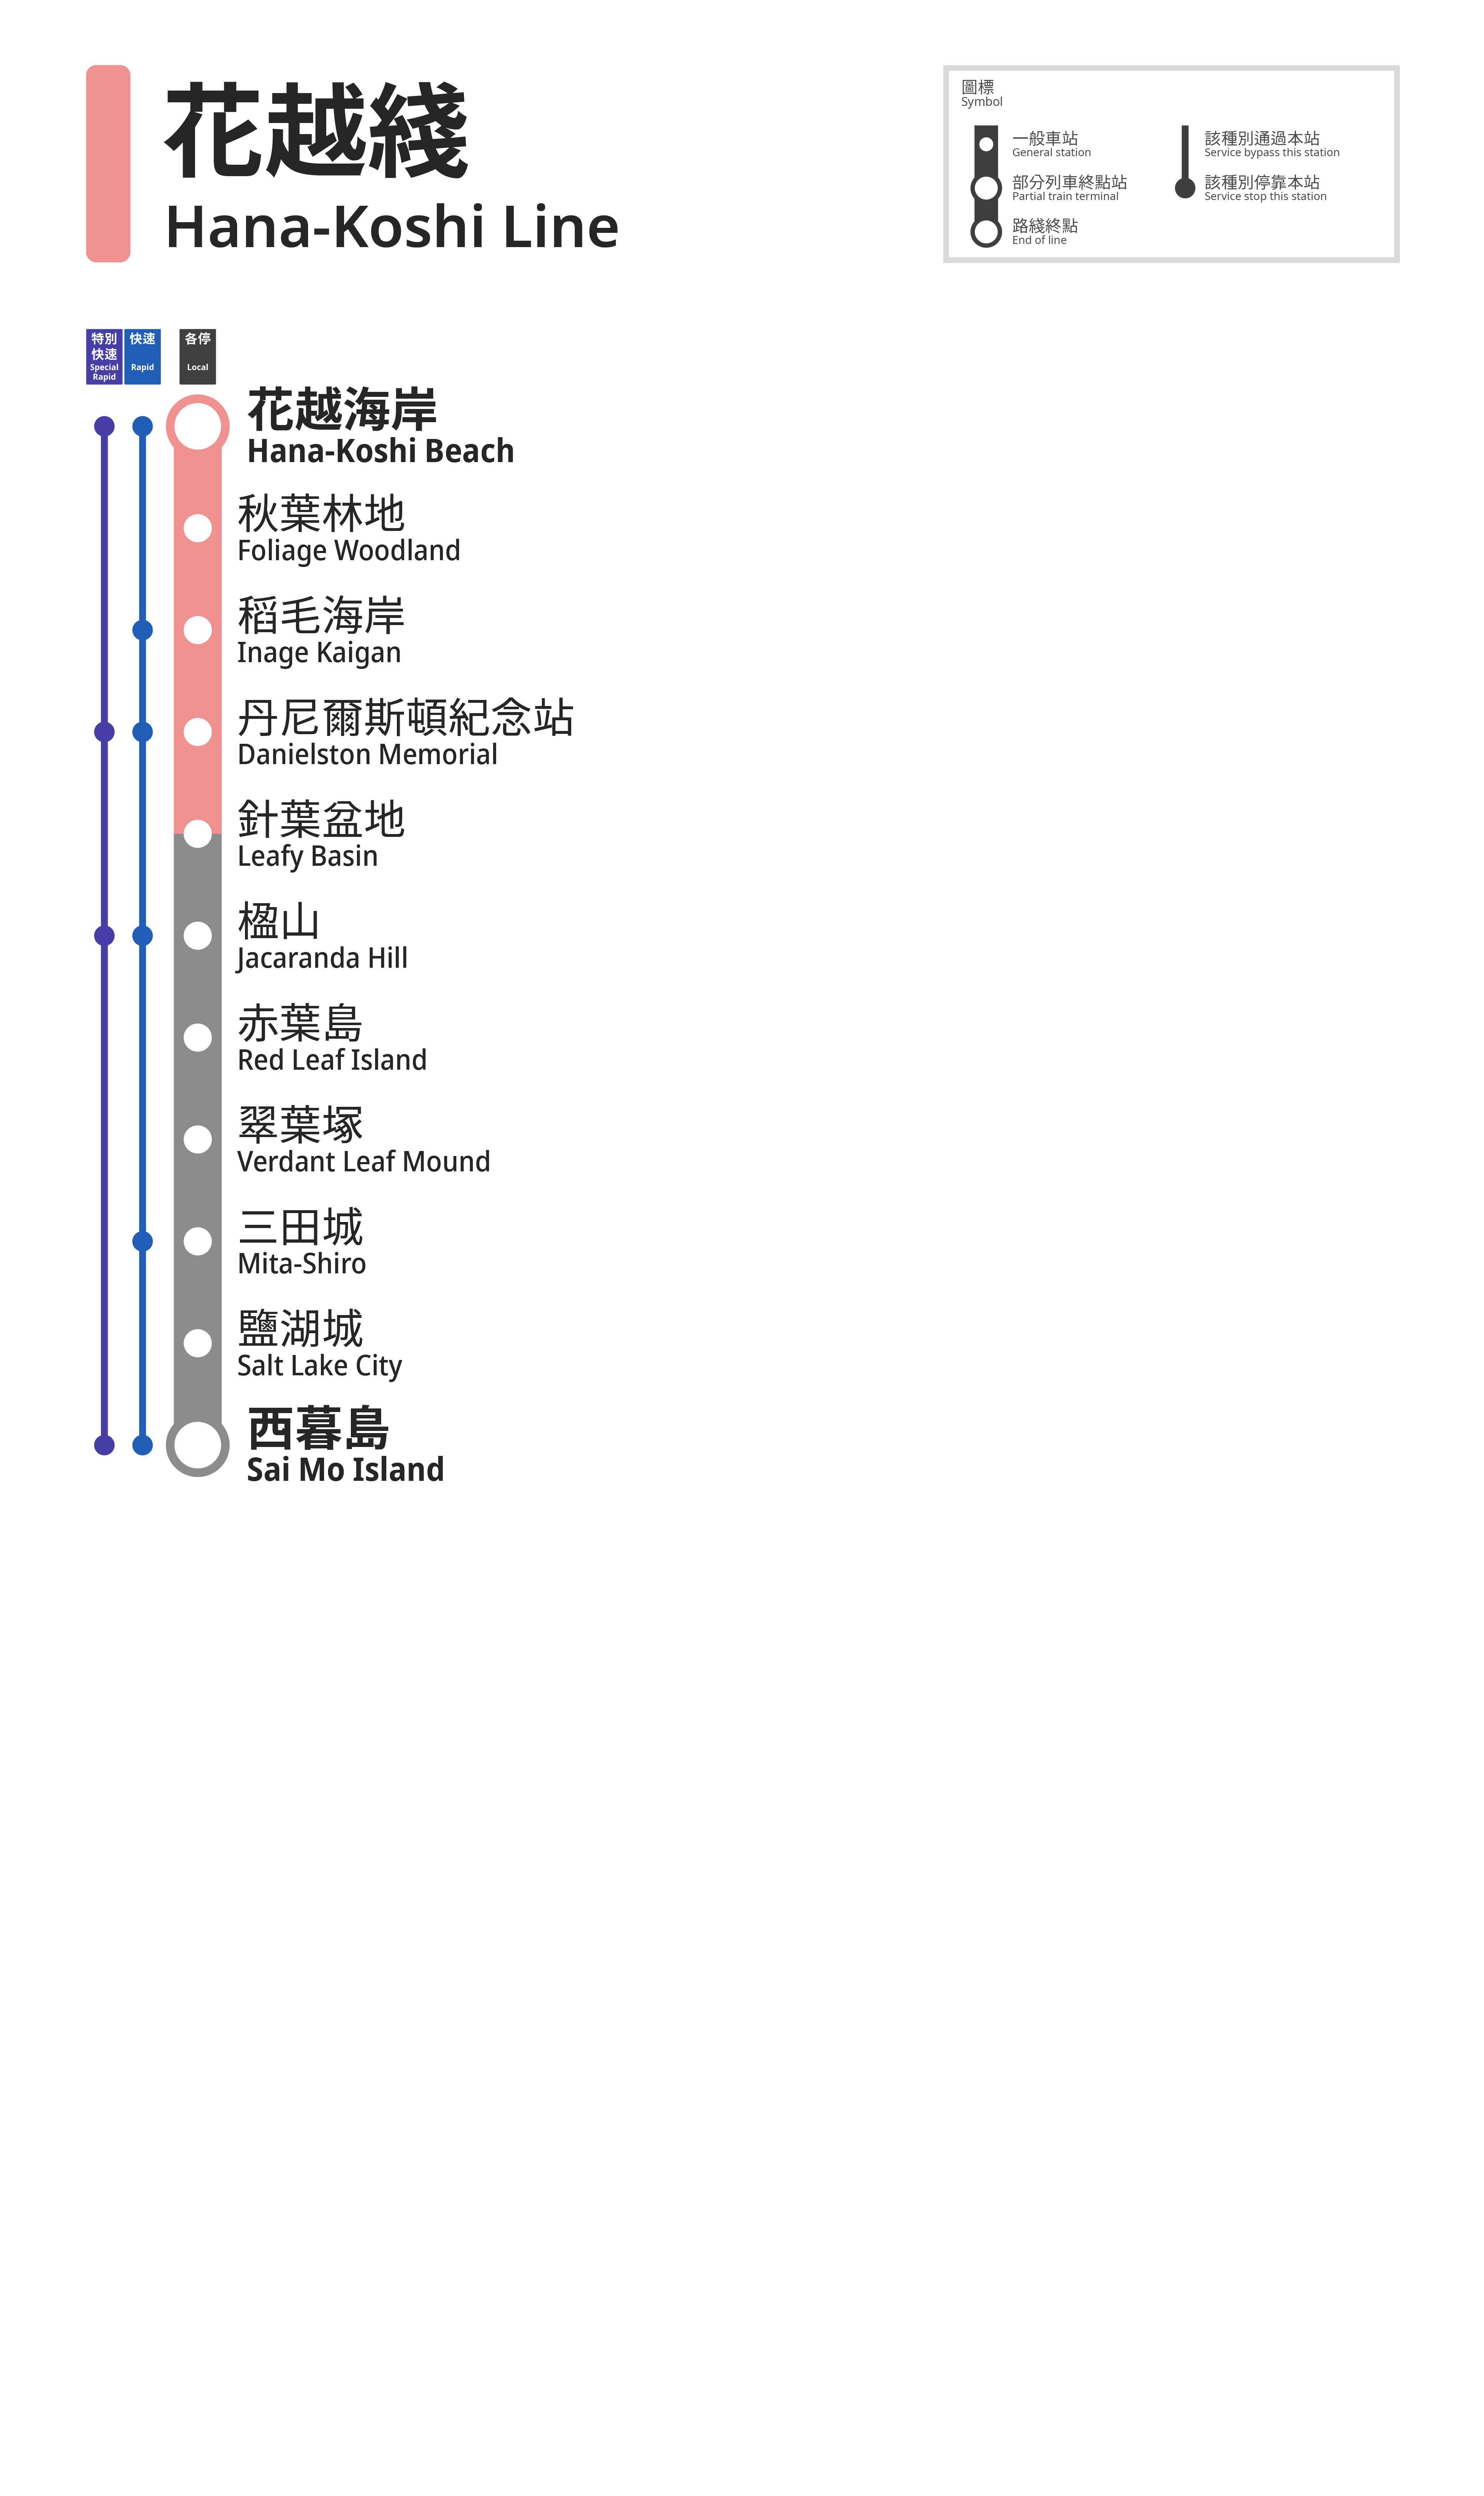 花越綫
Hana-Koshi Line
圖標
Symbol
一般車站
General station
部分列車終點站
Partial train terminal
路綫終點
End of line
該種別通過本站
Service bypass this station
該種別停靠本站
Service stop this station
特別
快速
Special
Rapid
快速
Rapid
各停
Local
花越海岸
Hana-Koshi Beach
秋葉林地
Foliage Woodland
稻毛海岸
Inage Kaigan
丹尼爾斯頓紀念站
Danielston Memorial
針葉盆地
Leafy Basin
楹山
Jacaranda Hill
赤葉島
Red Leaf Island
翠葉塚
Verdant Leaf Mound
三田城
Mita-Shiro
鹽湖城
Salt Lake City
西暮島
Sai Mo Island